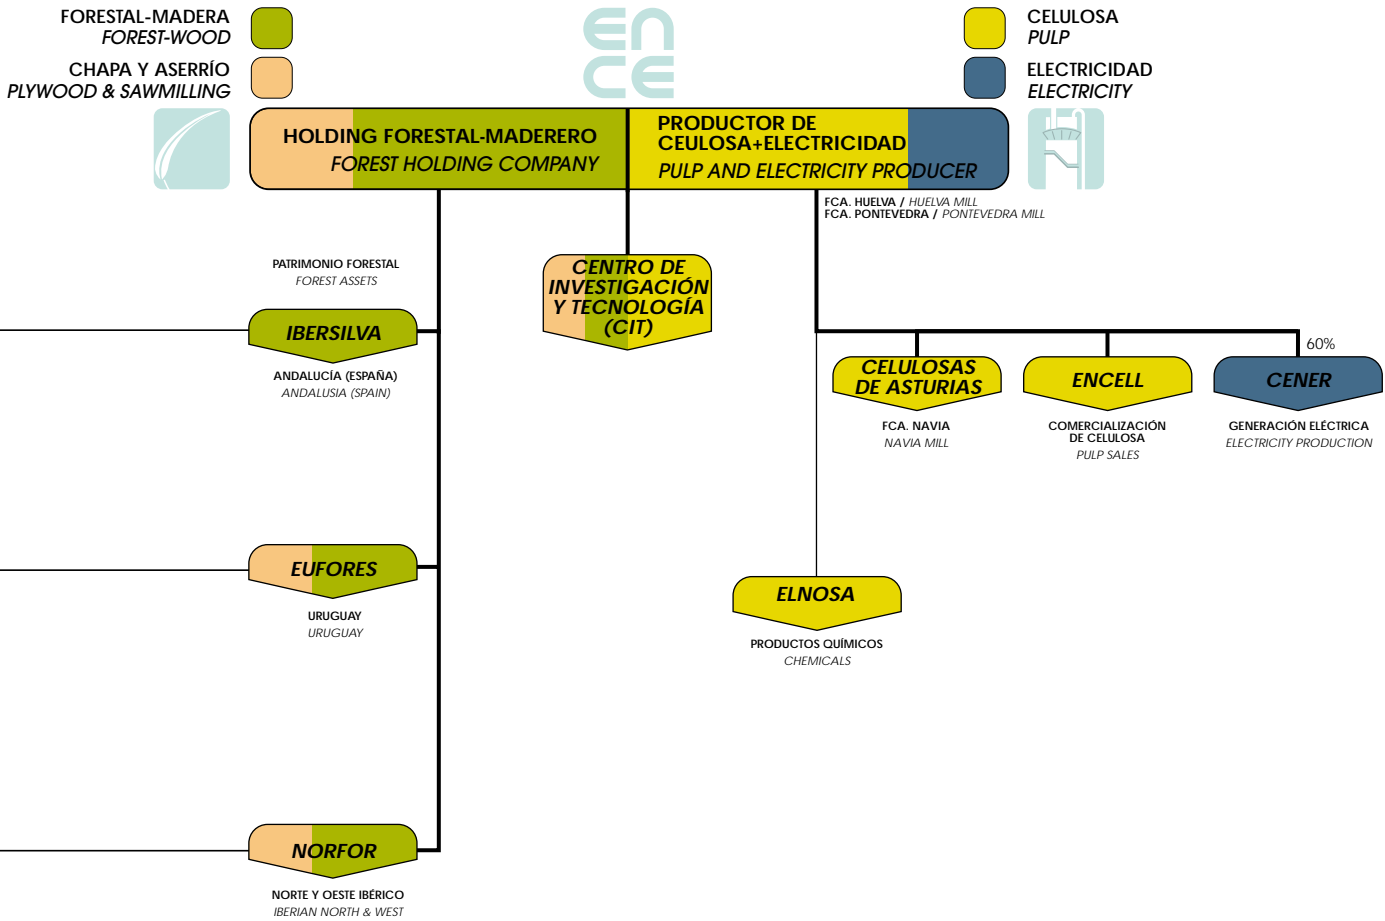 FORESTAL-MADERA
FOREST-WOOD
CHAPA Y ASERRÍO
PLYWOOD & SAWMILLING
EN
CE
CELULOSA
PULP
ELECTRICIDAD
ELECTRICITY
HOLDING FORESTAL-MADERERO
FOREST HOLDING COMPANY
PRODUCTOR DE
CEULOSA+ELECTRICIDAD
PULP AND ELECTRICITY PRODUCER
FCA. HUELVA / HUELVA MILL
FCA. PONTEVEDRA / PONTEVEDRA MILL
PATRIMONIO FORESTAL
FOREST ASSETS
IBERSILVA
ANDALUCÍA (ESPAÑA)
ANDALUSIA (SPAIN)
CENTRO DE
INVESTIGACIÓN
Y TECNOLOGÍA
(CIT)
60%
CELULOSAS
DE ASTURIAS
FCA. NAVIA
NAVIA MILL
ENCELL
COMERCIALIZACIÓN
DE CELULOSA
PULP SALES
CENER
GENERACIÓN ELÉCTRICA
ELECTRICITY PRODUCTION
EUFORES
URUGUAY
URUGUAY
ELNOSA
PRODUCTOS QUÍMICOS
CHEMICALS
NORFOR
NORTE Y OESTE IBÉRICO
IBERIAN NORTH & WEST